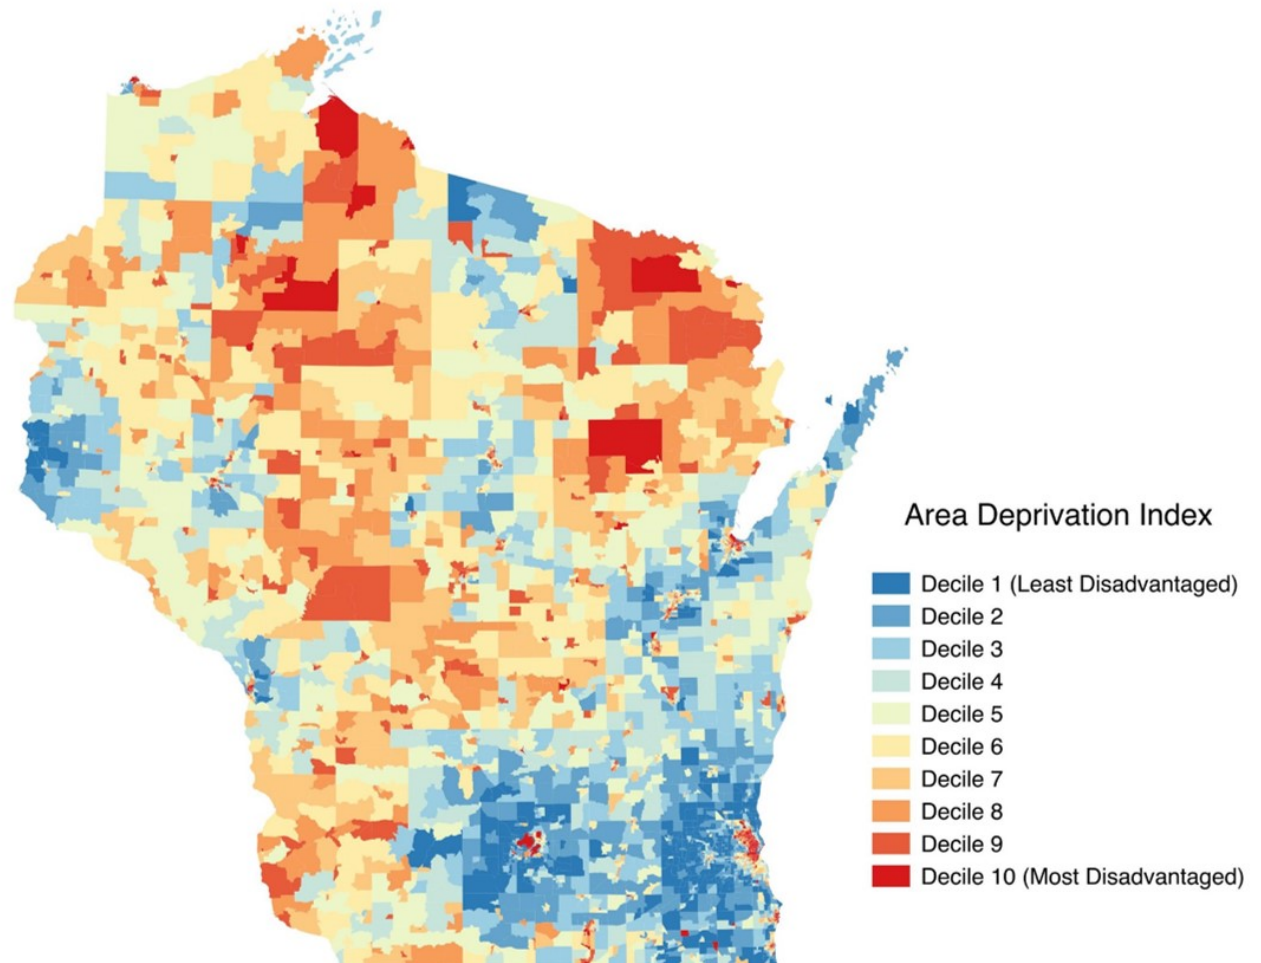 Area Deprivation Index
Decile 1 (Least Disadvantaged)
Decile 2
Decile 3
Decile 4
Decile 5
Decile 6
Decile 7
Decile 8
Decile 9
Decile 10 (Most Disadvantaged)